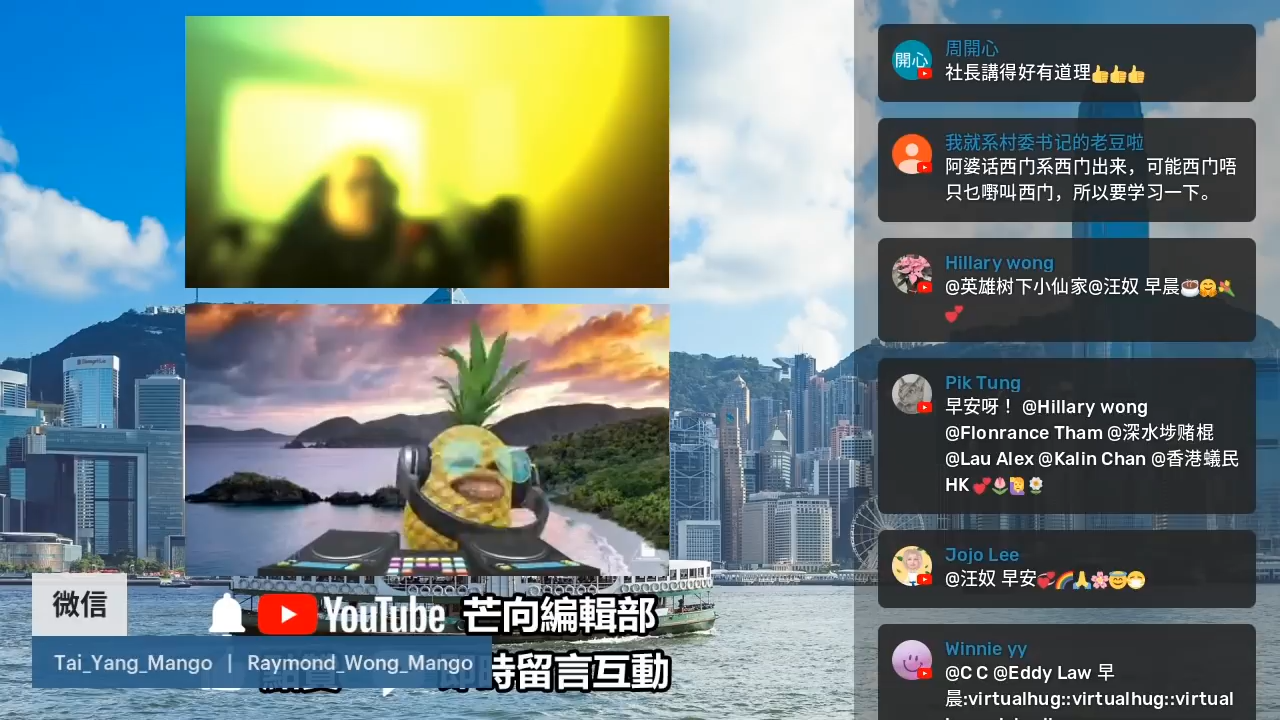 開心
周開心
社長講得好有道理👍👍👍
我就系村委书记的老豆啦
阿婆话西门系西门出来，可能西门唔
只乜嘢叫西门，所以要学习一下。
Hillary wong
@英雄树下小仙家@汪奴 早晨☕🤗💐
💕
Pik Tung
早安呀！ @Hillary wong
@Flonrance Tham @深水埗赌棍
@Lau Alex @Kalin Chan @香港蟻民
HK 💞🌷🙋🌼
Jojo Lee
@汪奴 早安💞🌈🙏🌸😇😁
Winnie yy
@C C @Eddy Law 早
晨:virtualhug::virtualhug::virtual
YouTube 芒向編輯部
即時留言互動
微信
Tai_Yang_Mango | Raymond_Wong_Mango